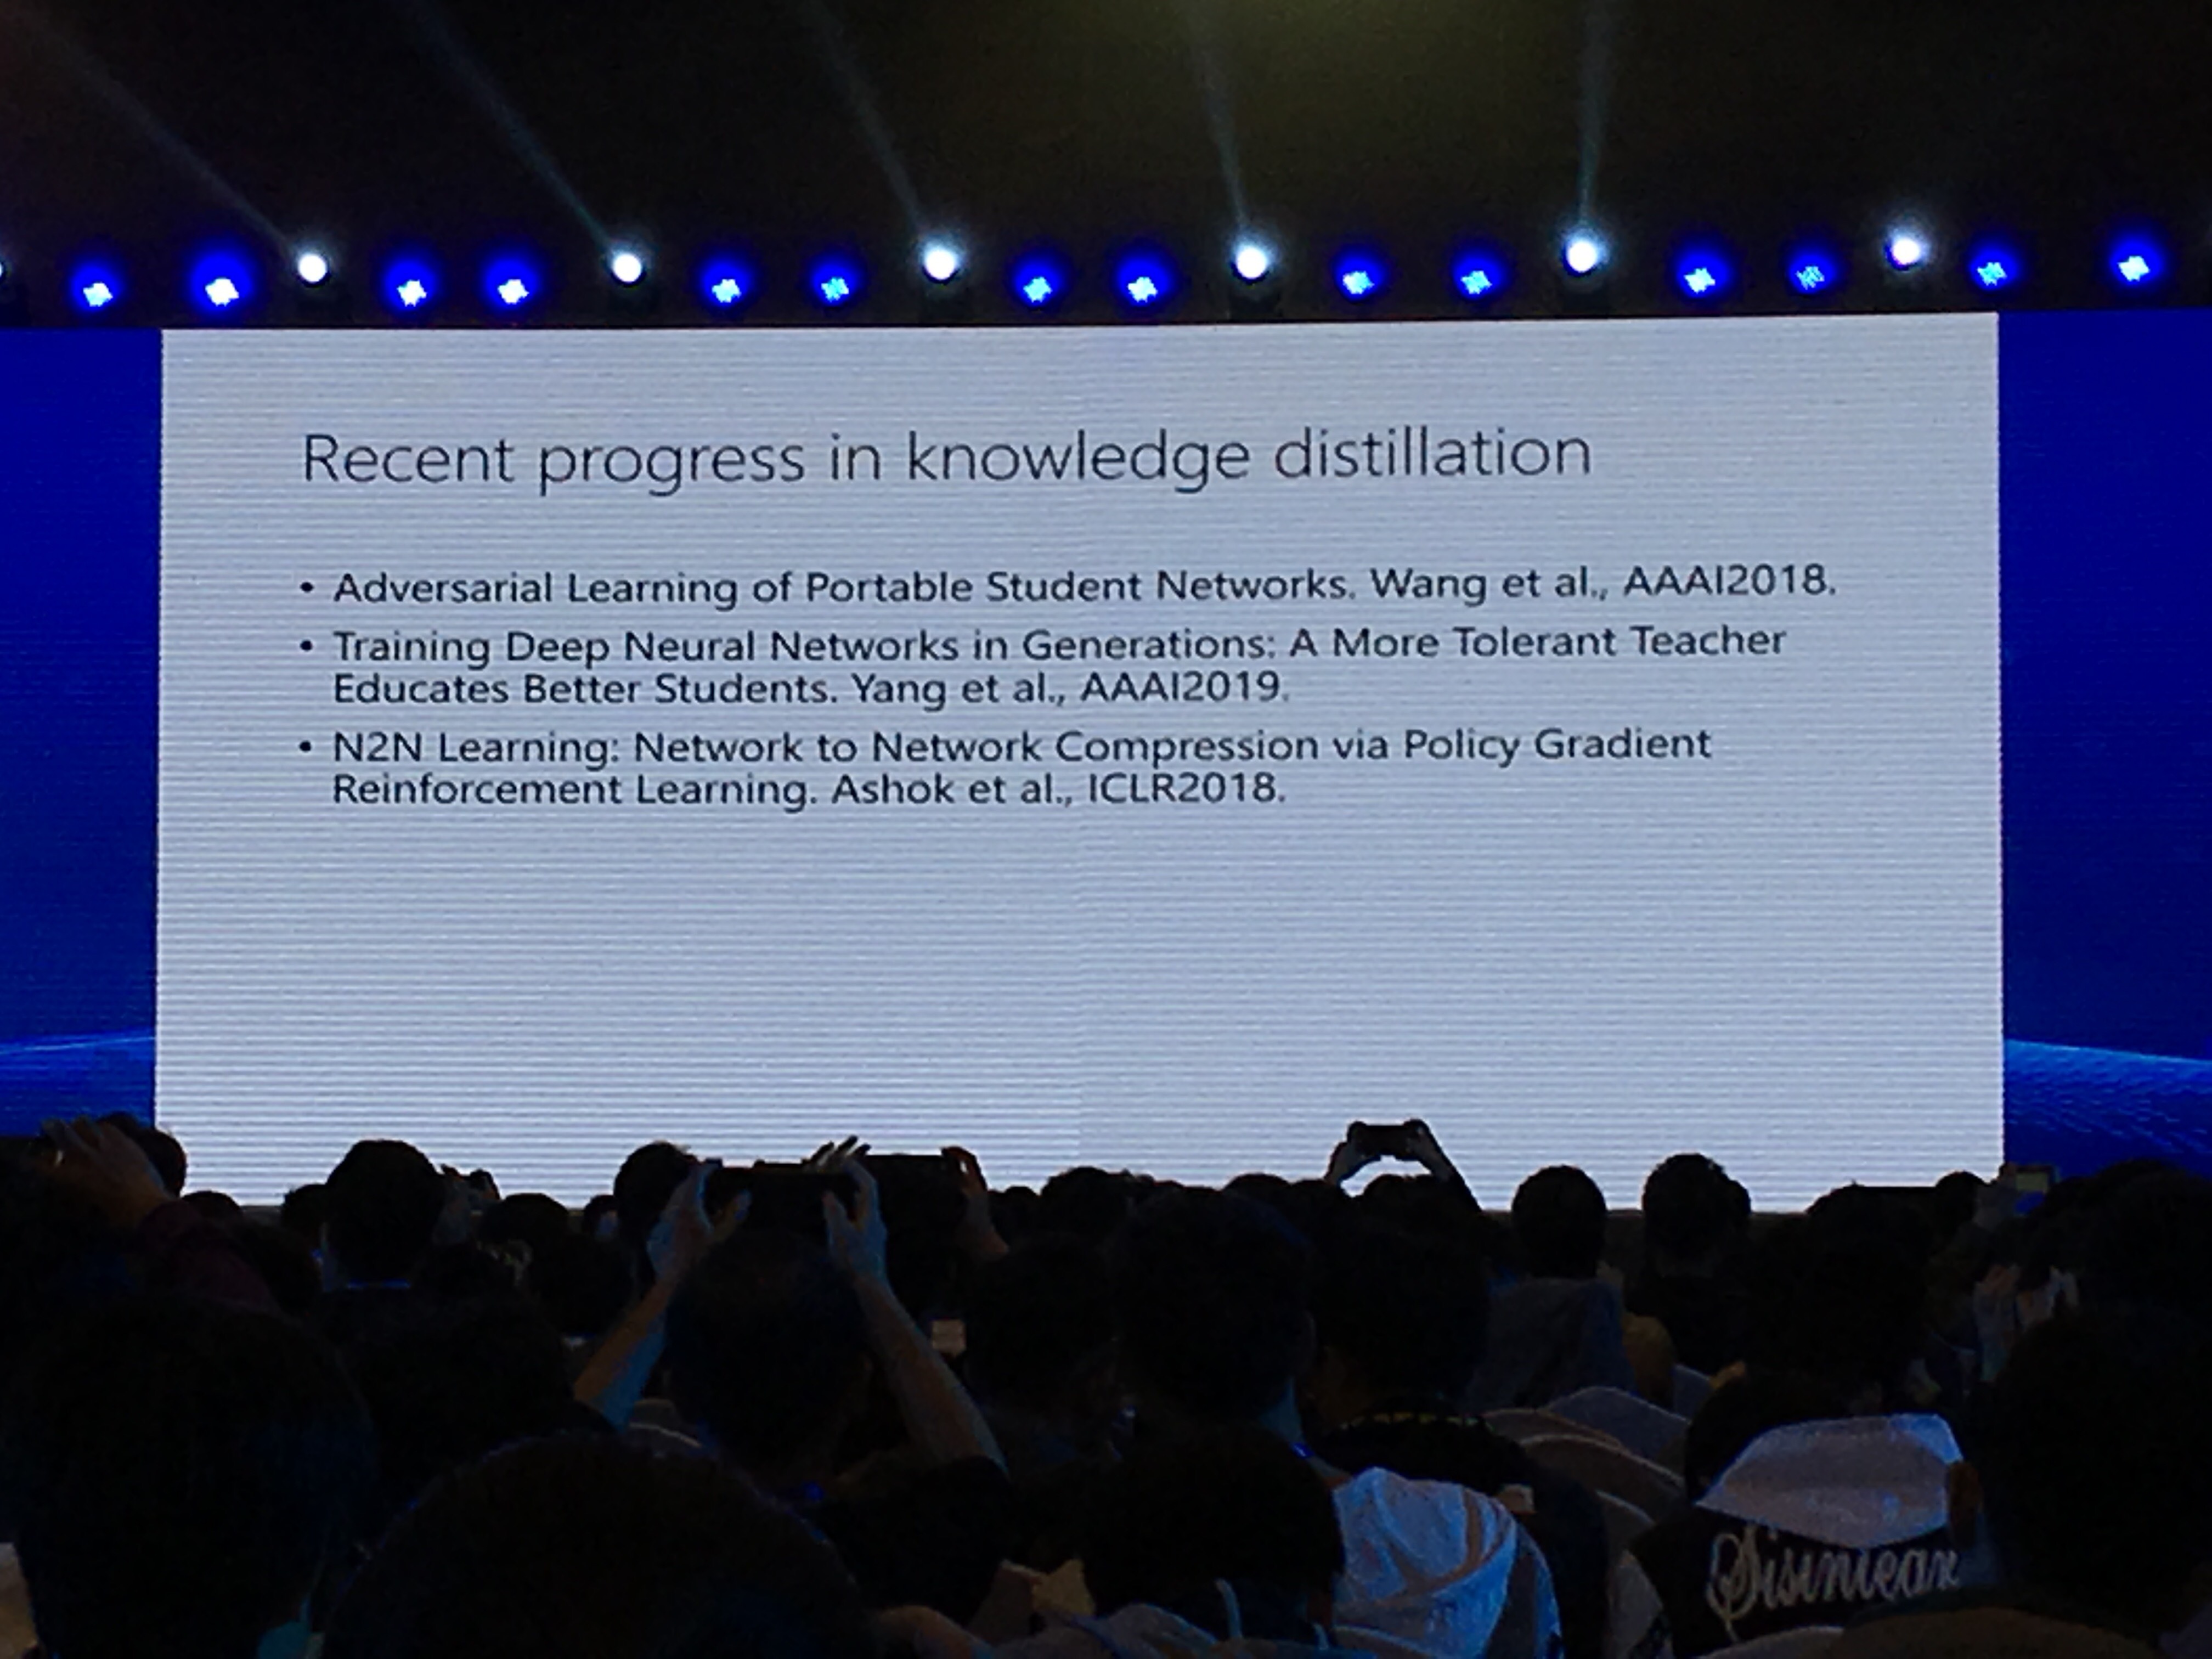 Recent progress in knowledge distillation
• Adversarial Learning of Portable Student Networks. Wang et al., AAAI2018.
• Training Deep Neural Networks in Generations: A More Tolerant Teacher
Educates Better Students. Yang et al., AAAI2019.
• N2N Learning: Network to Network Compression via Policy Gradient
Reinforcement Learning. Ashok et al., ICLR2018.